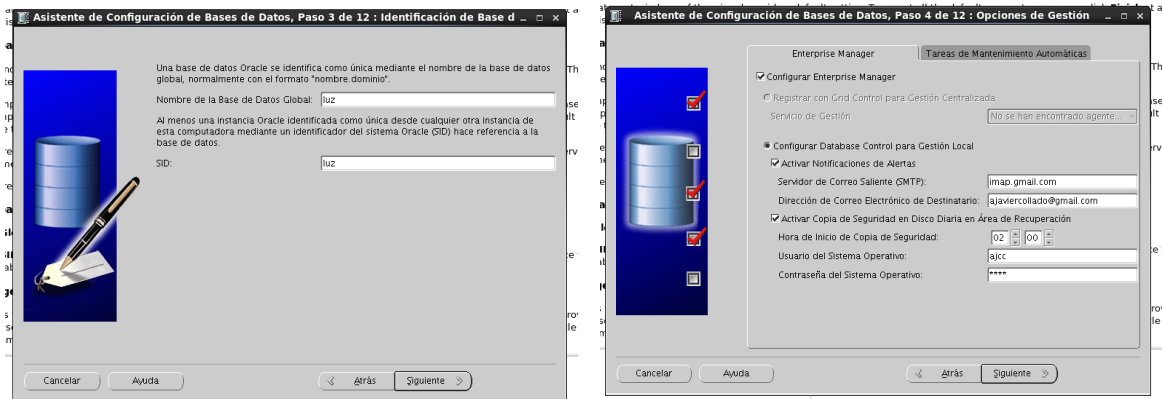 Asistente de Configuración de Bases de Datos, Paso 3 de 12 : Identificación de Base d
Una base de datos Oracle se identifica como única mediante el nombre de la base de datos
global, normalmente con el formato "nombre.dominio".
Nombre de la Base de Datos Global: luz
Al menos una instancia Oracle identificada como única desde cualquier otra instancia de
esta computadora mediante un identificador del sistema Oracle (SID) hace referencia a la
base de datos.
SID: luz
Cancelar Ayuda Atrás Siguiente
Asistente de Configuración de Bases de Datos, Paso 4 de 12 : Opciones de Gestión
Enterprise Manager Tareas de Mantenimiento Automáticas
Configurar Enterprise Manager
Registrar con Grid Control para Gestión Centralizada
Servicio de Gestión No se han encontrado agente...
Configurar Database Control para Gestión Local
Activar Notificaciones de Alertas
Servidor de Correo Saliente (SMTP): imap.gmail.com
Dirección de Correo Electrónico de Destinatario: ajaviercollado@gmail.com
Activar Copia de Seguridad en Disco Diaria en Área de Recuperación
Hora de Inicio de Copia de Seguridad: 02 00
Usuario del Sistema Operativo: ajcc
Contraseña del Sistema Operativo: ****
Cancelar Ayuda Atrás Siguiente